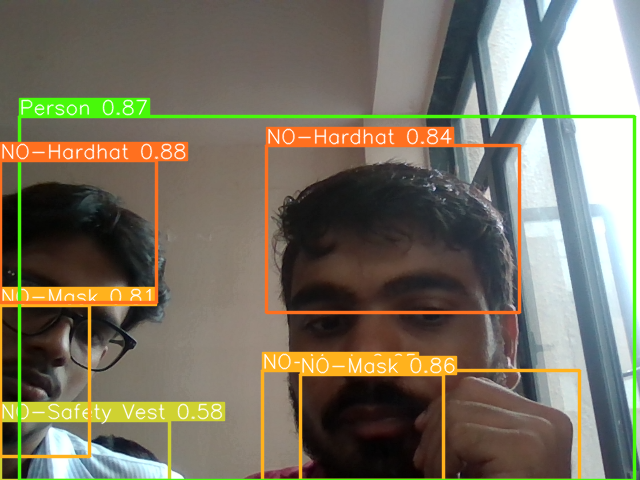 Person 0.87
NO-Hardhat 0.84
NO-Hardhat 0.88
NO-Mask 0.81
NO-Mask 0.86
NO-Safety Vest 0.58